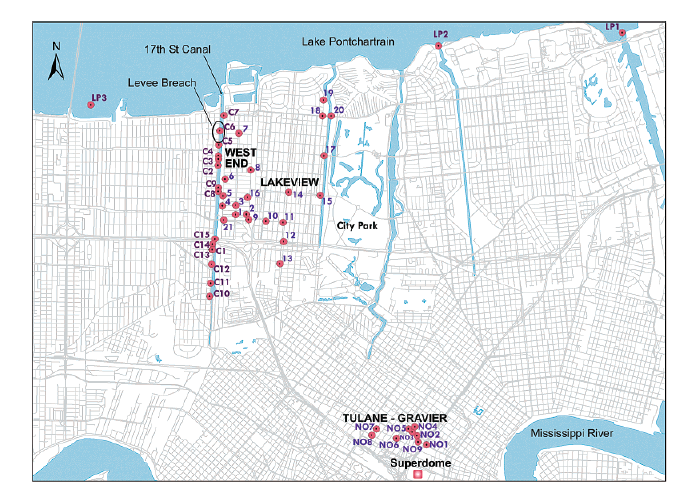 LP1
LP2
Lake Pontchartrain
N
17th St Canal
Levee Breach
LP3
19
18
20
C7
C6
7
C5
C4
C3
C2
WEST
END
17
8
6
LAKEVIEW
C9
C8
5
16
14
15
4
3
1
2
9
10
11
21
City Park
C15
C14
C1
C13
12
C12
13
C11
C10
TULANE - GRAVIER
NO7
NO5
NO4
NO8
NO6
NO2
NO9
NO1
Mississippi River
Superdome